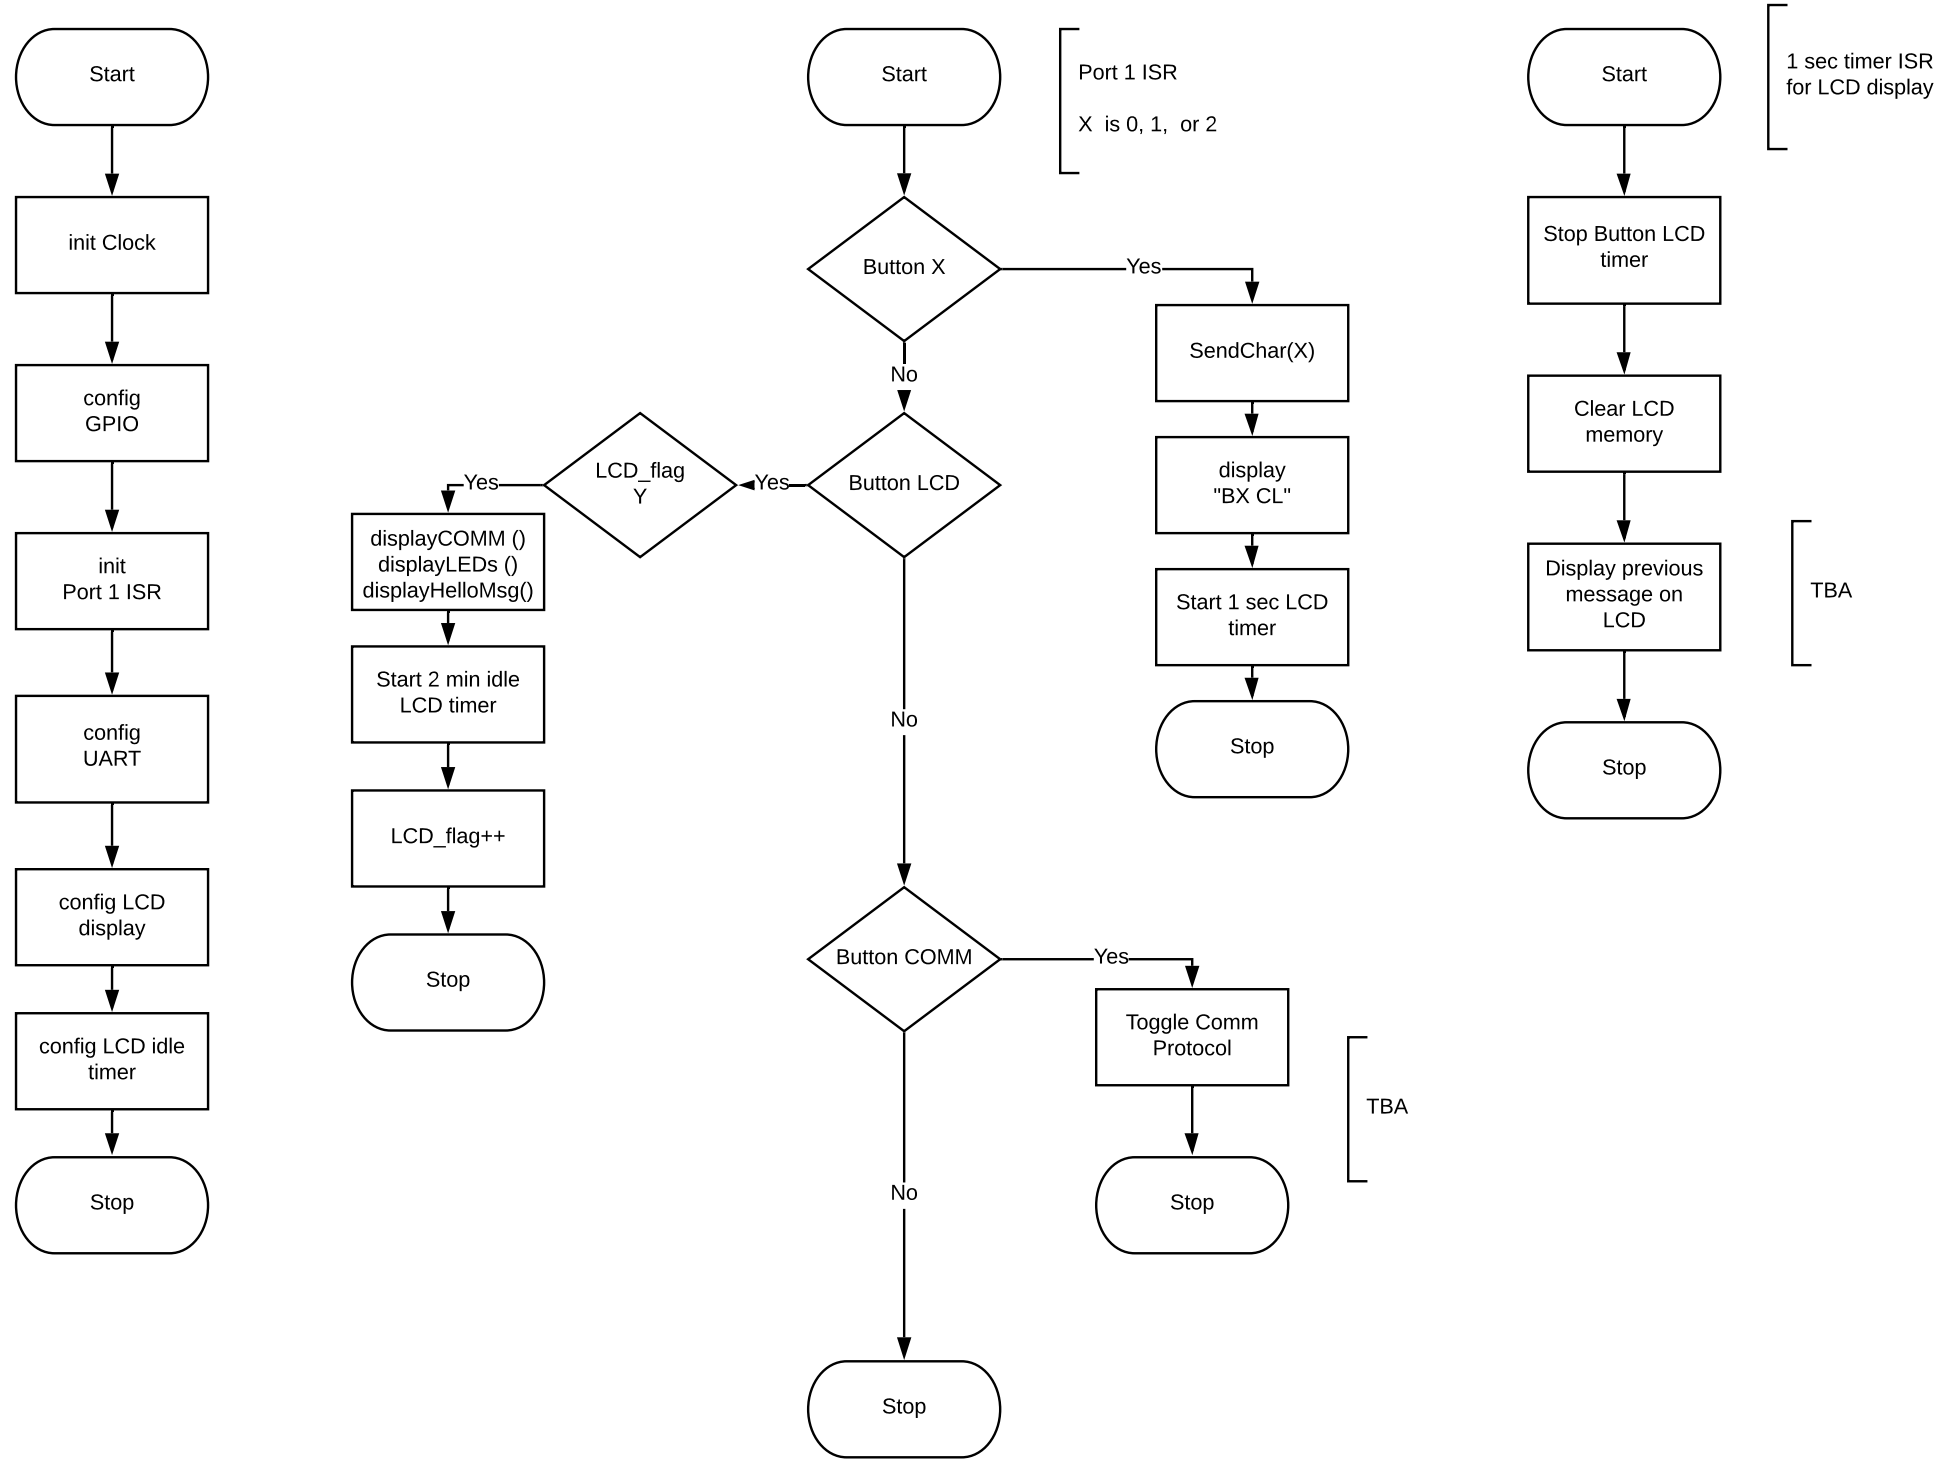 Start
init Clock
config
GPIO
init
Port 1 ISR
config
UART
config LCD
display
config LCD idle
timer
Stop
Start
Port 1 ISR
X is 0, 1, or 2
Button X
Yes
No
SendChar(X)
display
"BX CL"
Start 1 sec LCD
timer
Stop
Button LCD
Yes
LCD_flag
Y
Yes
displayCOMM ()
displayLEDs ()
displayHelloMsg()
Start 2 min idle
LCD timer
LCD_flag++
Stop
No
Button COMM
Yes
Toggle Comm
Protocol
TBA
Stop
No
Stop
Start
1 sec timer ISR
for LCD display
Stop Button LCD
timer
Clear LCD
memory
Display previous
message on
LCD
TBA
Stop